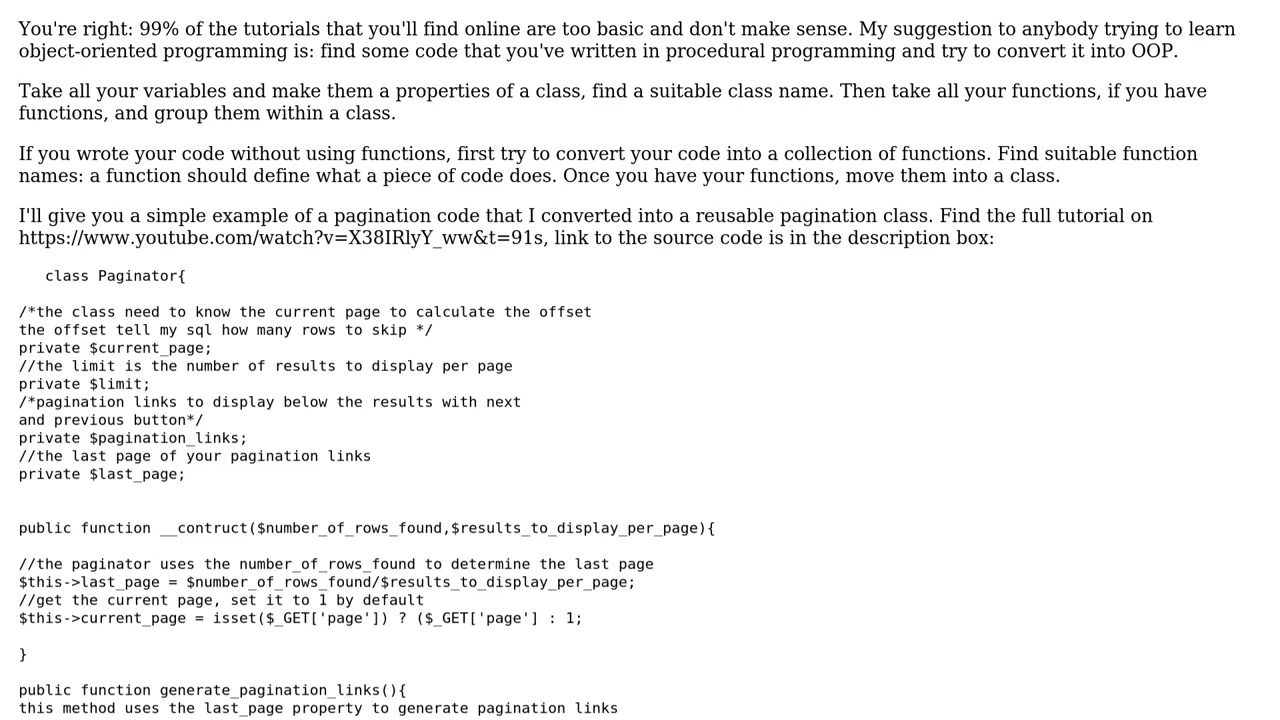 You're right: 99% of the tutorials that you'll find online are too basic and don't make sense. My suggestion to anybody trying to learn
object-oriented programming is: find some code that you've written in procedural programming and try to convert it into OOP.
Take all your variables and make them a properties of a class, find a suitable class name. Then take all your functions, if you have
functions, and group them within a class.
If you wrote your code without using functions, first try to convert your code into a collection of functions. Find suitable function
names: a function should define what a piece of code does. Once you have your functions, move them into a class.
I'll give you a simple example of a pagination code that I converted into a reusable pagination class. Find the full tutorial on
https://www.youtube.com/watch?v=X38IRlyY_ww&t=91s, link to the source code is in the description box:
class Paginator{
/*the class need to know the current page to calculate the offset
the offset tell my sql how many rows to skip */
private $current_page;
//the limit is the number of results to display per page
private $limit;
/*pagination links to display below the results with next
and previous button*/
private $pagination_links;
//the last page of your pagination links
private $last_page;
public function __contruct($number_of_rows_found,$results_to_display_per_page){
//the paginator uses the number_of_rows_found to determine the last page
$this->last_page = $number_of_rows_found/$results_to_display_per_page;
//get the current page, set it to 1 by default
$this->current_page = isset($_GET['page']) ? ($_GET['page'] : 1;
}
public function generate_pagination_links(){
this method uses the last_page property to generate pagination links